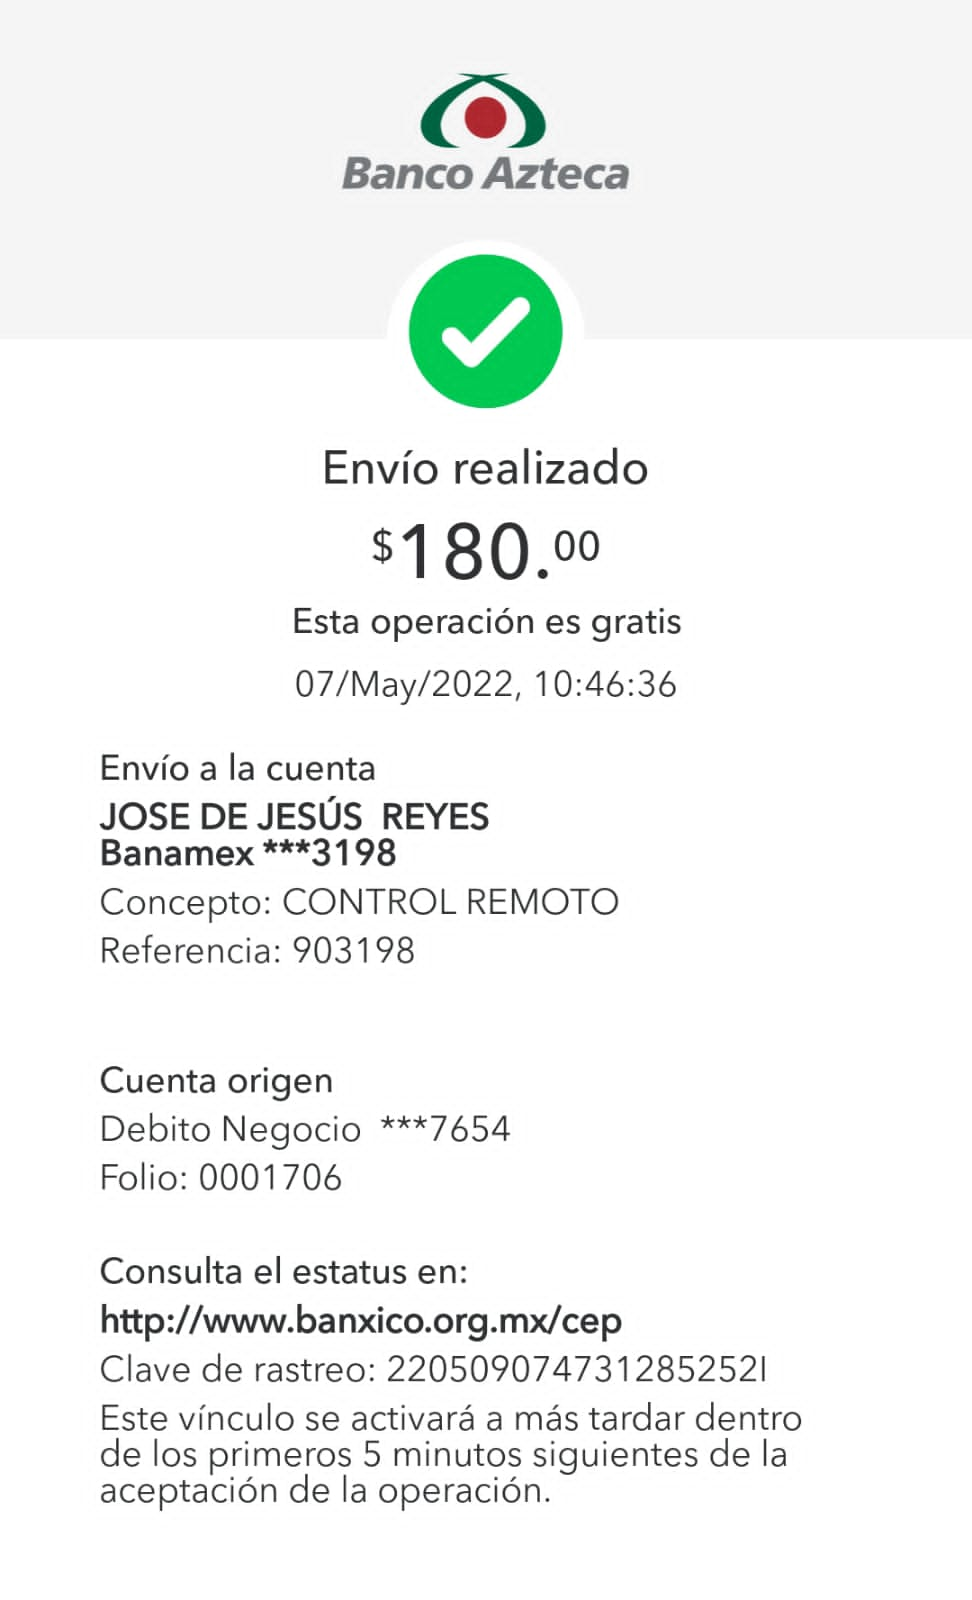 Banco Azteca
Envío realizado
$180.00
Esta operación es gratis
07/May/2022, 10:46:36
Envío a la cuenta
JOSE DE JESÚS  REYES
Banamex ***3198
Concepto: CONTROL REMOTO
Referencia: 903198
Cuenta origen
Debito Negocio  ***7654
Folio: 0001706
Consulta el estatus en:
http://www.banxico.org.mx/cep
Clave de rastreo: 220509074731285252I
Este vínculo se activará a más tardar dentro
de los primeros 5 minutos siguientes de la
aceptación de la operación.